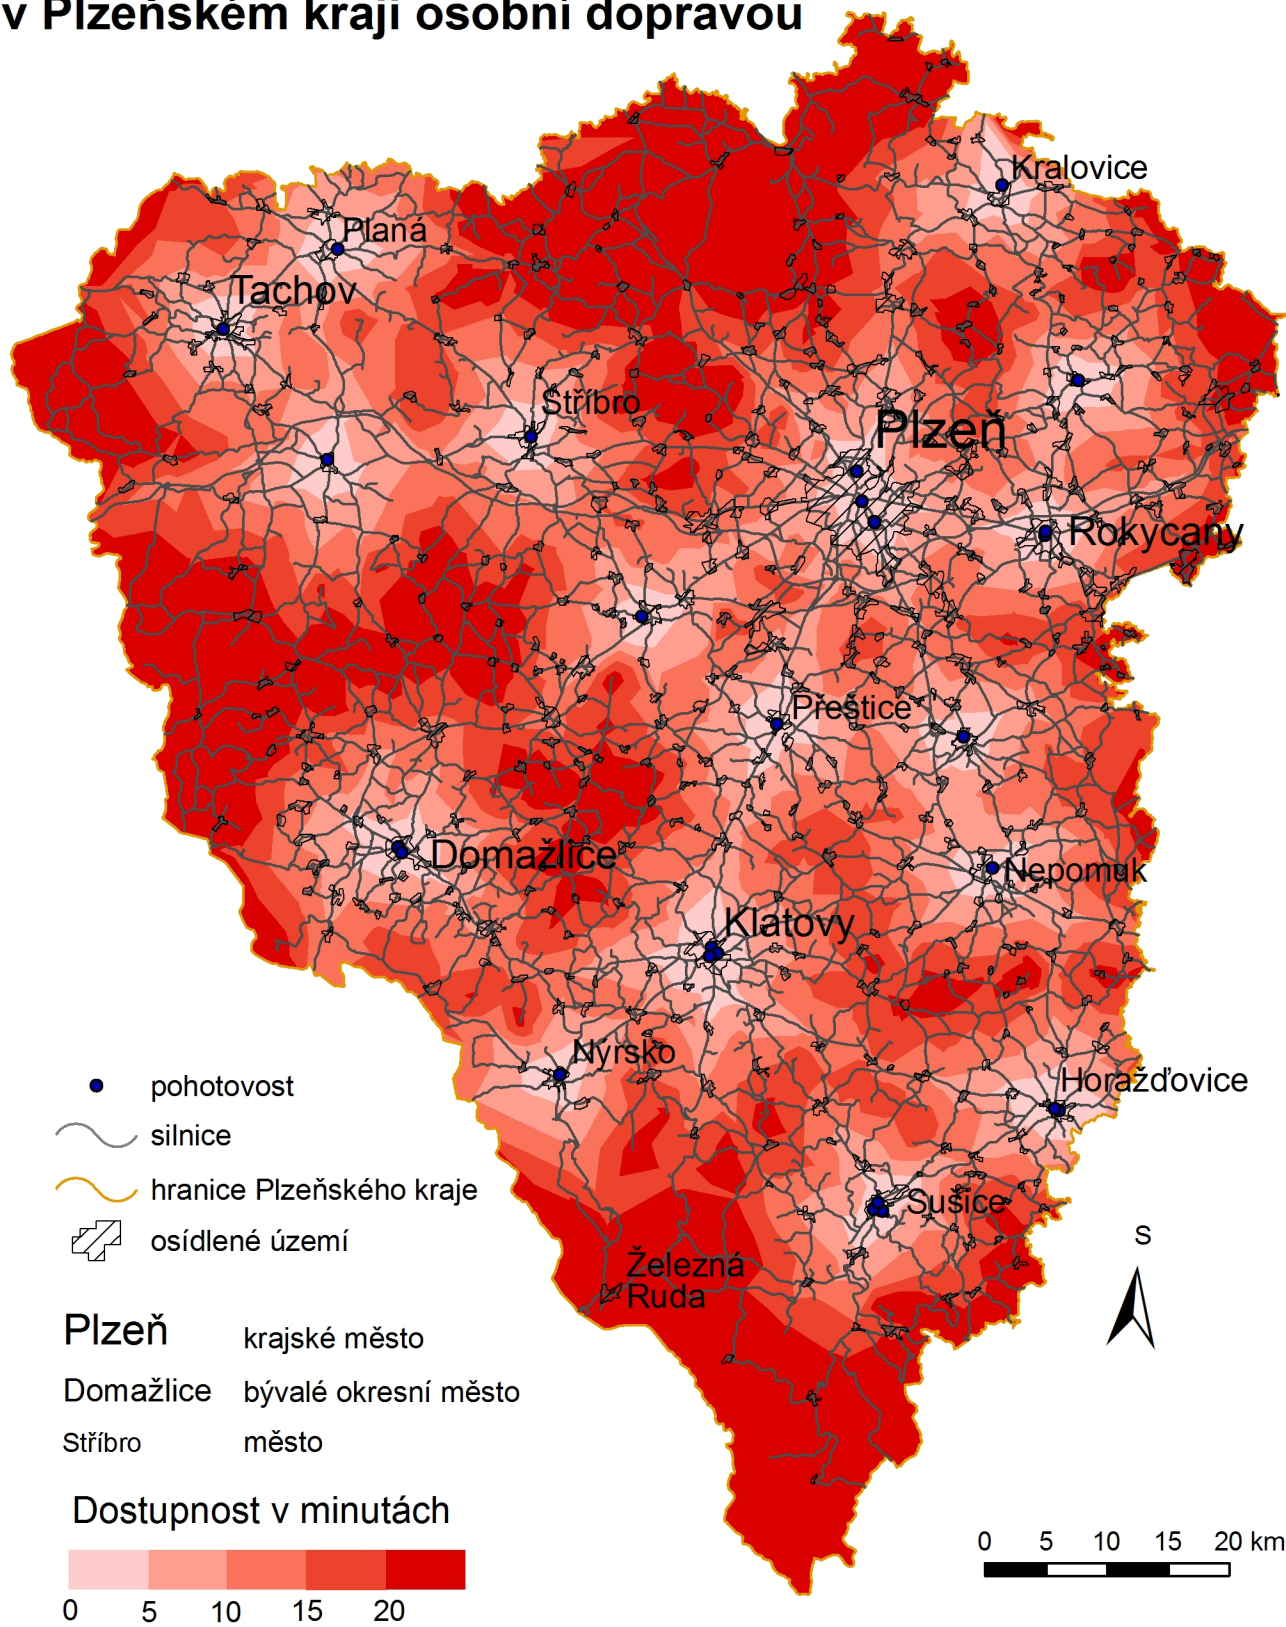 v Plzeňském kraji osobní dopravou
Kralovice
Planá
Tachov
Stříbro
Plzeň
Rokycany
Přeštice
Domažlice
Nepomuk
Klatovy
Nýrsko
Horažďovice
pohotovost
silnice
hranice Plzeňského kraje
osídlené území
Sušice
Železná
Ruda
S
Plzeň krajské město
Domažlice bývalé okresní město
Stříbro město
Dostupnost v minutách
0 5 10 15 20
0 5 10 15 20 km